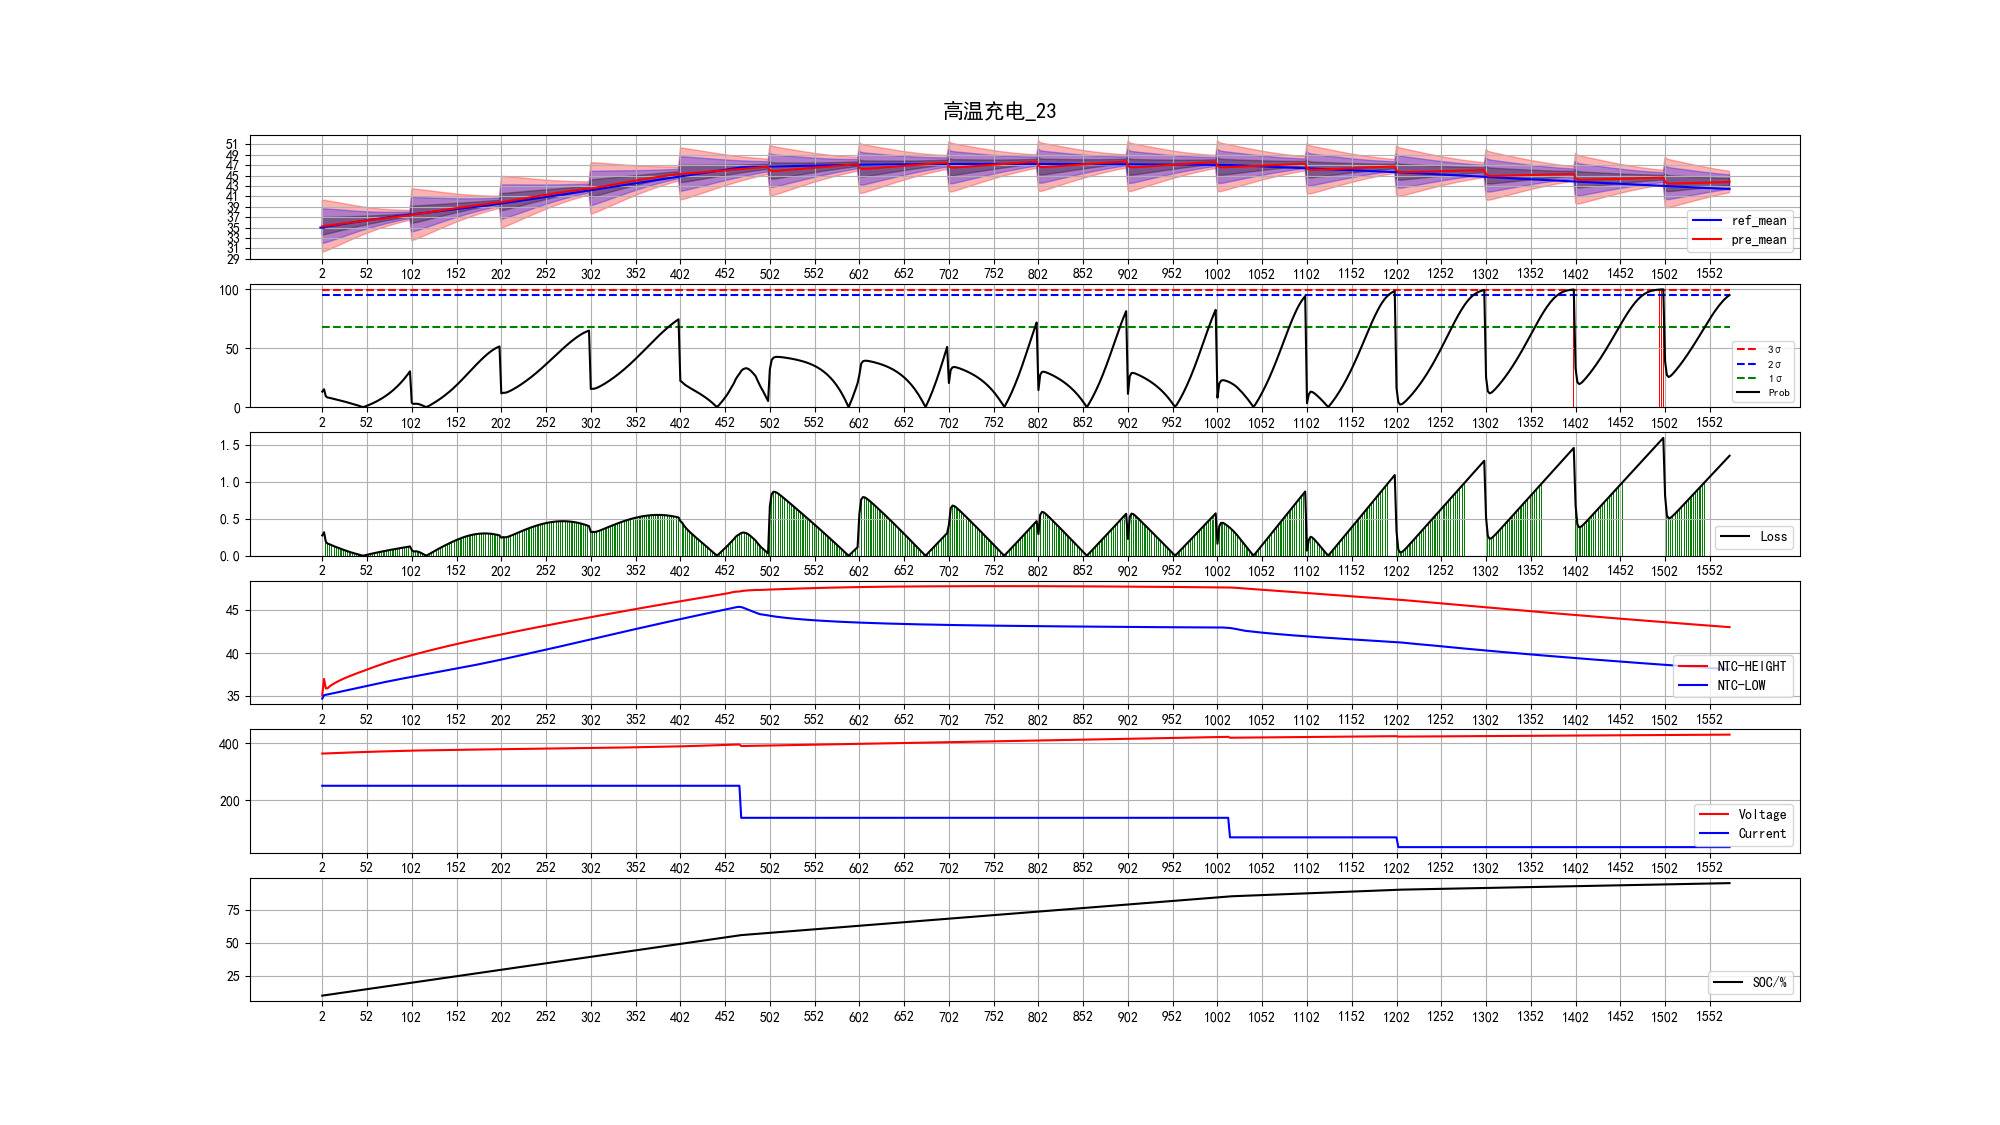 高温充电_23
51
49
47
45
43
41
39
37
35
33
31
29
2 52 102 152 202 252 302 352 402 452 502 552 602 652 702 752 802 852 902 952 1002 1052 1102 1152 1202 1252 1302 1352 1402 1452 1502 1552
ref_mean
pre_mean
100
50
0
2 52 102 152 202 252 302 352 402 452 502 552 602 652 702 752 802 852 902 952 1002 1052 1102 1152 1202 1252 1302 1352 1402 1452 1502 1552
3σ
2σ
1σ
Prob
1.5
1.0
0.5
0.0
2 52 102 152 202 252 302 352 402 452 502 552 602 652 702 752 802 852 902 952 1002 1052 1102 1152 1202 1252 1302 1352 1402 1452 1502 1552
Loss
45
40
35
2 52 102 152 202 252 302 352 402 452 502 552 602 652 702 752 802 852 902 952 1002 1052 1102 1152 1202 1252 1302 1352 1402 1452 1502 1552
NTC-HEIGHT
NTC-LOW
400
200
2 52 102 152 202 252 302 352 402 452 502 552 602 652 702 752 802 852 902 952 1002 1052 1102 1152 1202 1252 1302 1352 1402 1452 1502 1552
Voltage
Current
75
50
25
2 52 102 152 202 252 302 352 402 452 502 552 602 652 702 752 802 852 902 952 1002 1052 1102 1152 1202 1252 1302 1352 1402 1452 1502 1552
SOC/%